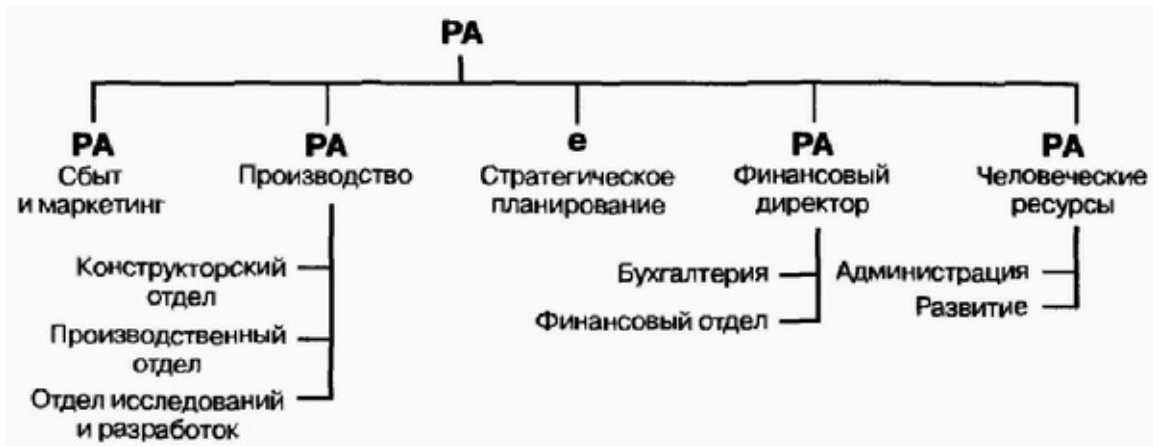 PA
PA
Сбыт
и маркетинг
PA
Производство
e
Стратегическое
планирование
PA
Финансовый
директор
PA
Человеческие
ресурсы
Конструкторский
отдел
Производственный
отдел
Отдел исследований
и разработок
Бухгалтерия
Финансовый отдел
Администрация
Развитие